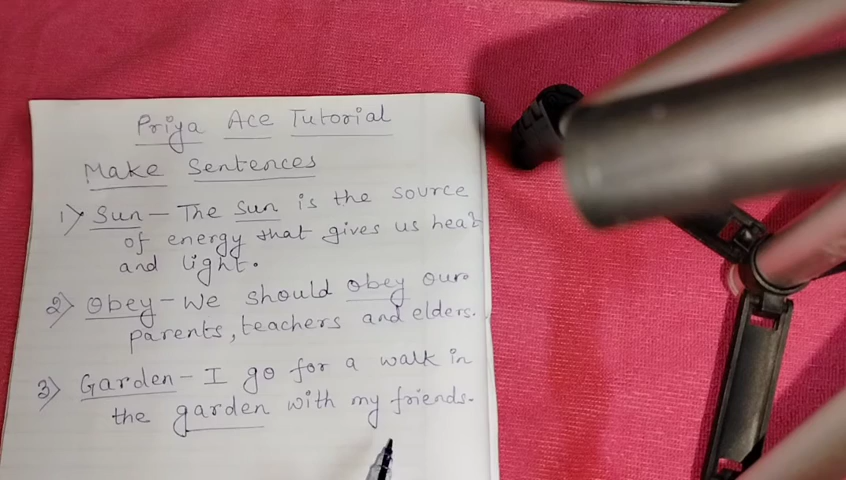 Priya Ace Tutorial
Make Sentences
1) Sun - The sun is the source
of energy that gives us heat
and light.
2) Obey - We should obey our
parents, teachers and elders.
3) Garden - I go for a walk in
the garden with my friends.